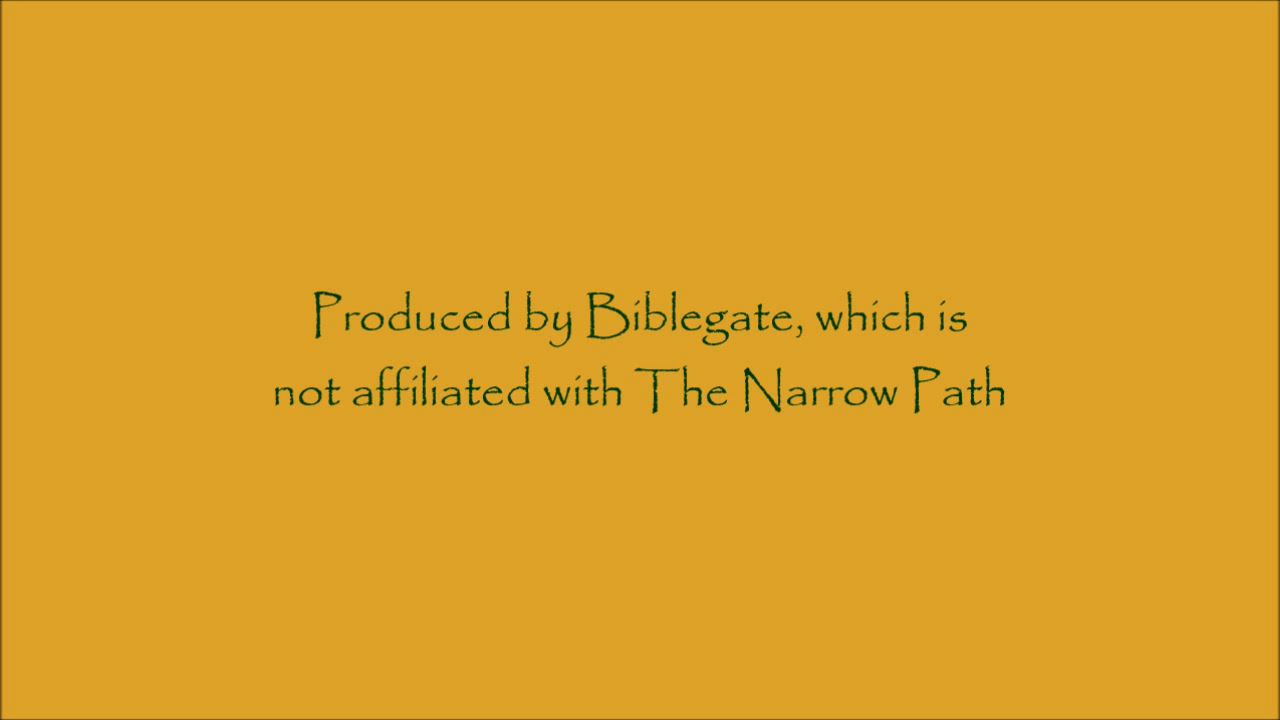 Produced by Biblegate, which is
not affiliated with The Narrow Path